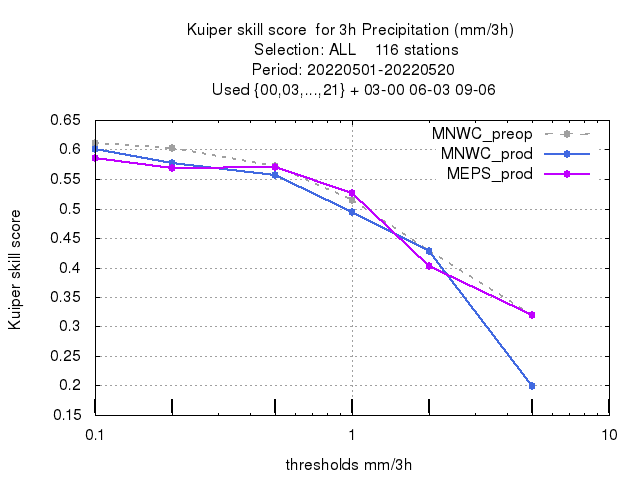 Kuiper skill score for 3h Precipitation (mm/3h)
Selection: ALL 116 stations
Period: 20220501-20220520
Used {00,03,...,21} + 03-00 06-03 09-06
MNWC_preop
MNWC_prod
MEPS_prod
Kuiper skill score
0.65
0.6
0.55
0.5
0.45
0.4
0.35
0.3
0.25
0.2
0.15
0.1 1 10
thresholds mm/3h